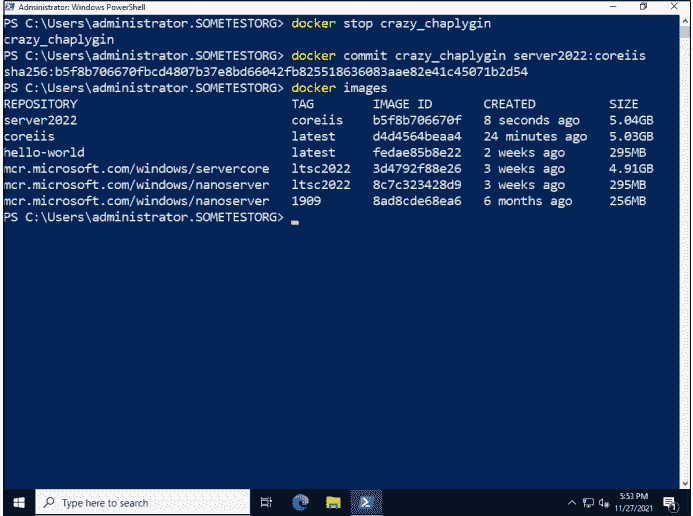 Administrator: Windows PowerShell
PS C:\Users\administrator.SOMETESTORG> docker stop crazy_chaplygin
crazy_chaplygin
PS C:\Users\administrator.SOMETESTORG> docker commit crazy_chaplygin server2022:coreiis
sha256:b5f8b706670fbcd4807b37e8bd66042fb825518636083aae82e41c45071b2d54
PS C:\Users\administrator.SOMETESTORG> docker images
REPOSITORY TAG IMAGE ID CREATED SIZE
server2022 coreiis b5f8b706670f 8 seconds ago 5.04GB
coreiis latest d4d4564beaa4 24 minutes ago 5.03GB
hello-world latest fedae85b8e22 2 weeks ago 295MB
mcr.microsoft.com/windows/servercore ltsc2022 3d4792f88e26 3 weeks ago 4.91GB
mcr.microsoft.com/windows/nanoserver ltsc2022 8c7c323428d9 3 weeks ago 295MB
mcr.microsoft.com/windows/nanoserver 1909 8ad8cde68ea6 6 months ago 256MB
PS C:\Users\administrator.SOMETESTORG>
Type here to search
5:53 PM
11/27/2021
1